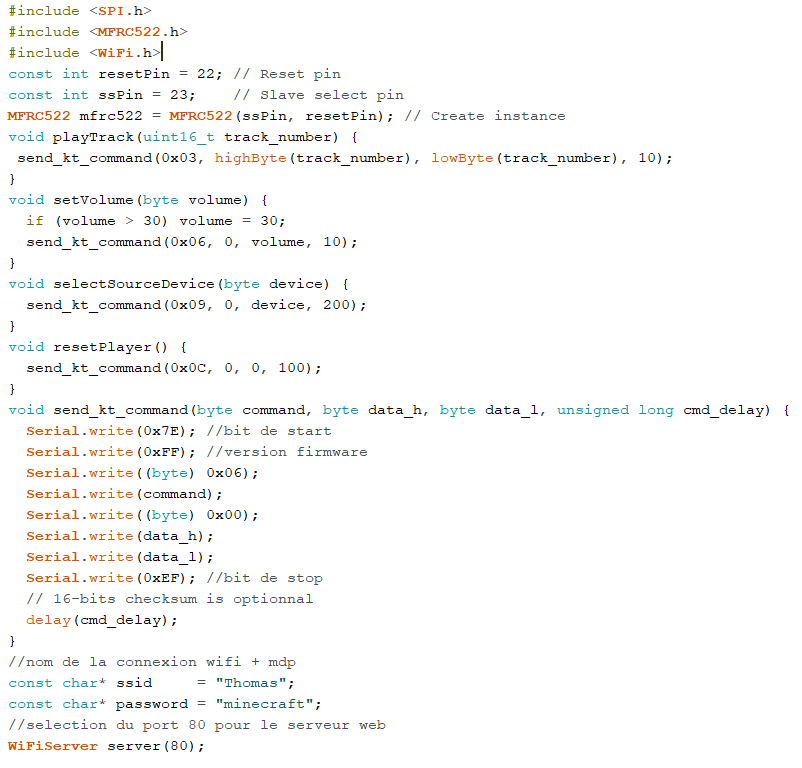 #include <SPI.h>
#include <MFRC522.h>
#include <WiFi.h>
const int resetPin = 22; // Reset pin
const int ssPin = 23;    // Slave select pin
MFRC522 mfrc522 = MFRC522(ssPin, resetPin); // Create instance
void playTrack(uint16_t track_number) {
 send_kt_command(0x03, highByte(track_number), lowByte(track_number), 10);
}
void setVolume(byte volume) {
  if (volume > 30) volume = 30;
  send_kt_command(0x06, 0, volume, 10);
}
void selectSourceDevice(byte device) {
  send_kt_command(0x09, 0, device, 200);
}
void resetPlayer() {
  send_kt_command(0x0C, 0, 0, 100);
}
void send_kt_command(byte command, byte data_h, byte data_l, unsigned long cmd_delay) {
  Serial.write(0x7E); //bit de start
  Serial.write(0xFF); //version firmware
  Serial.write((byte) 0x06);
  Serial.write(command);
  Serial.write((byte) 0x00);
  Serial.write(data_h);
  Serial.write(data_l);
  Serial.write(0xEF); //bit de stop
  // 16-bits checksum is optionnal
  delay(cmd_delay);
}
//nom de la connexion wifi + mdp
const char* ssid     = "Thomas";
const char* password = "minecraft";
//selection du port 80 pour le serveur web
WiFiServer server(80);